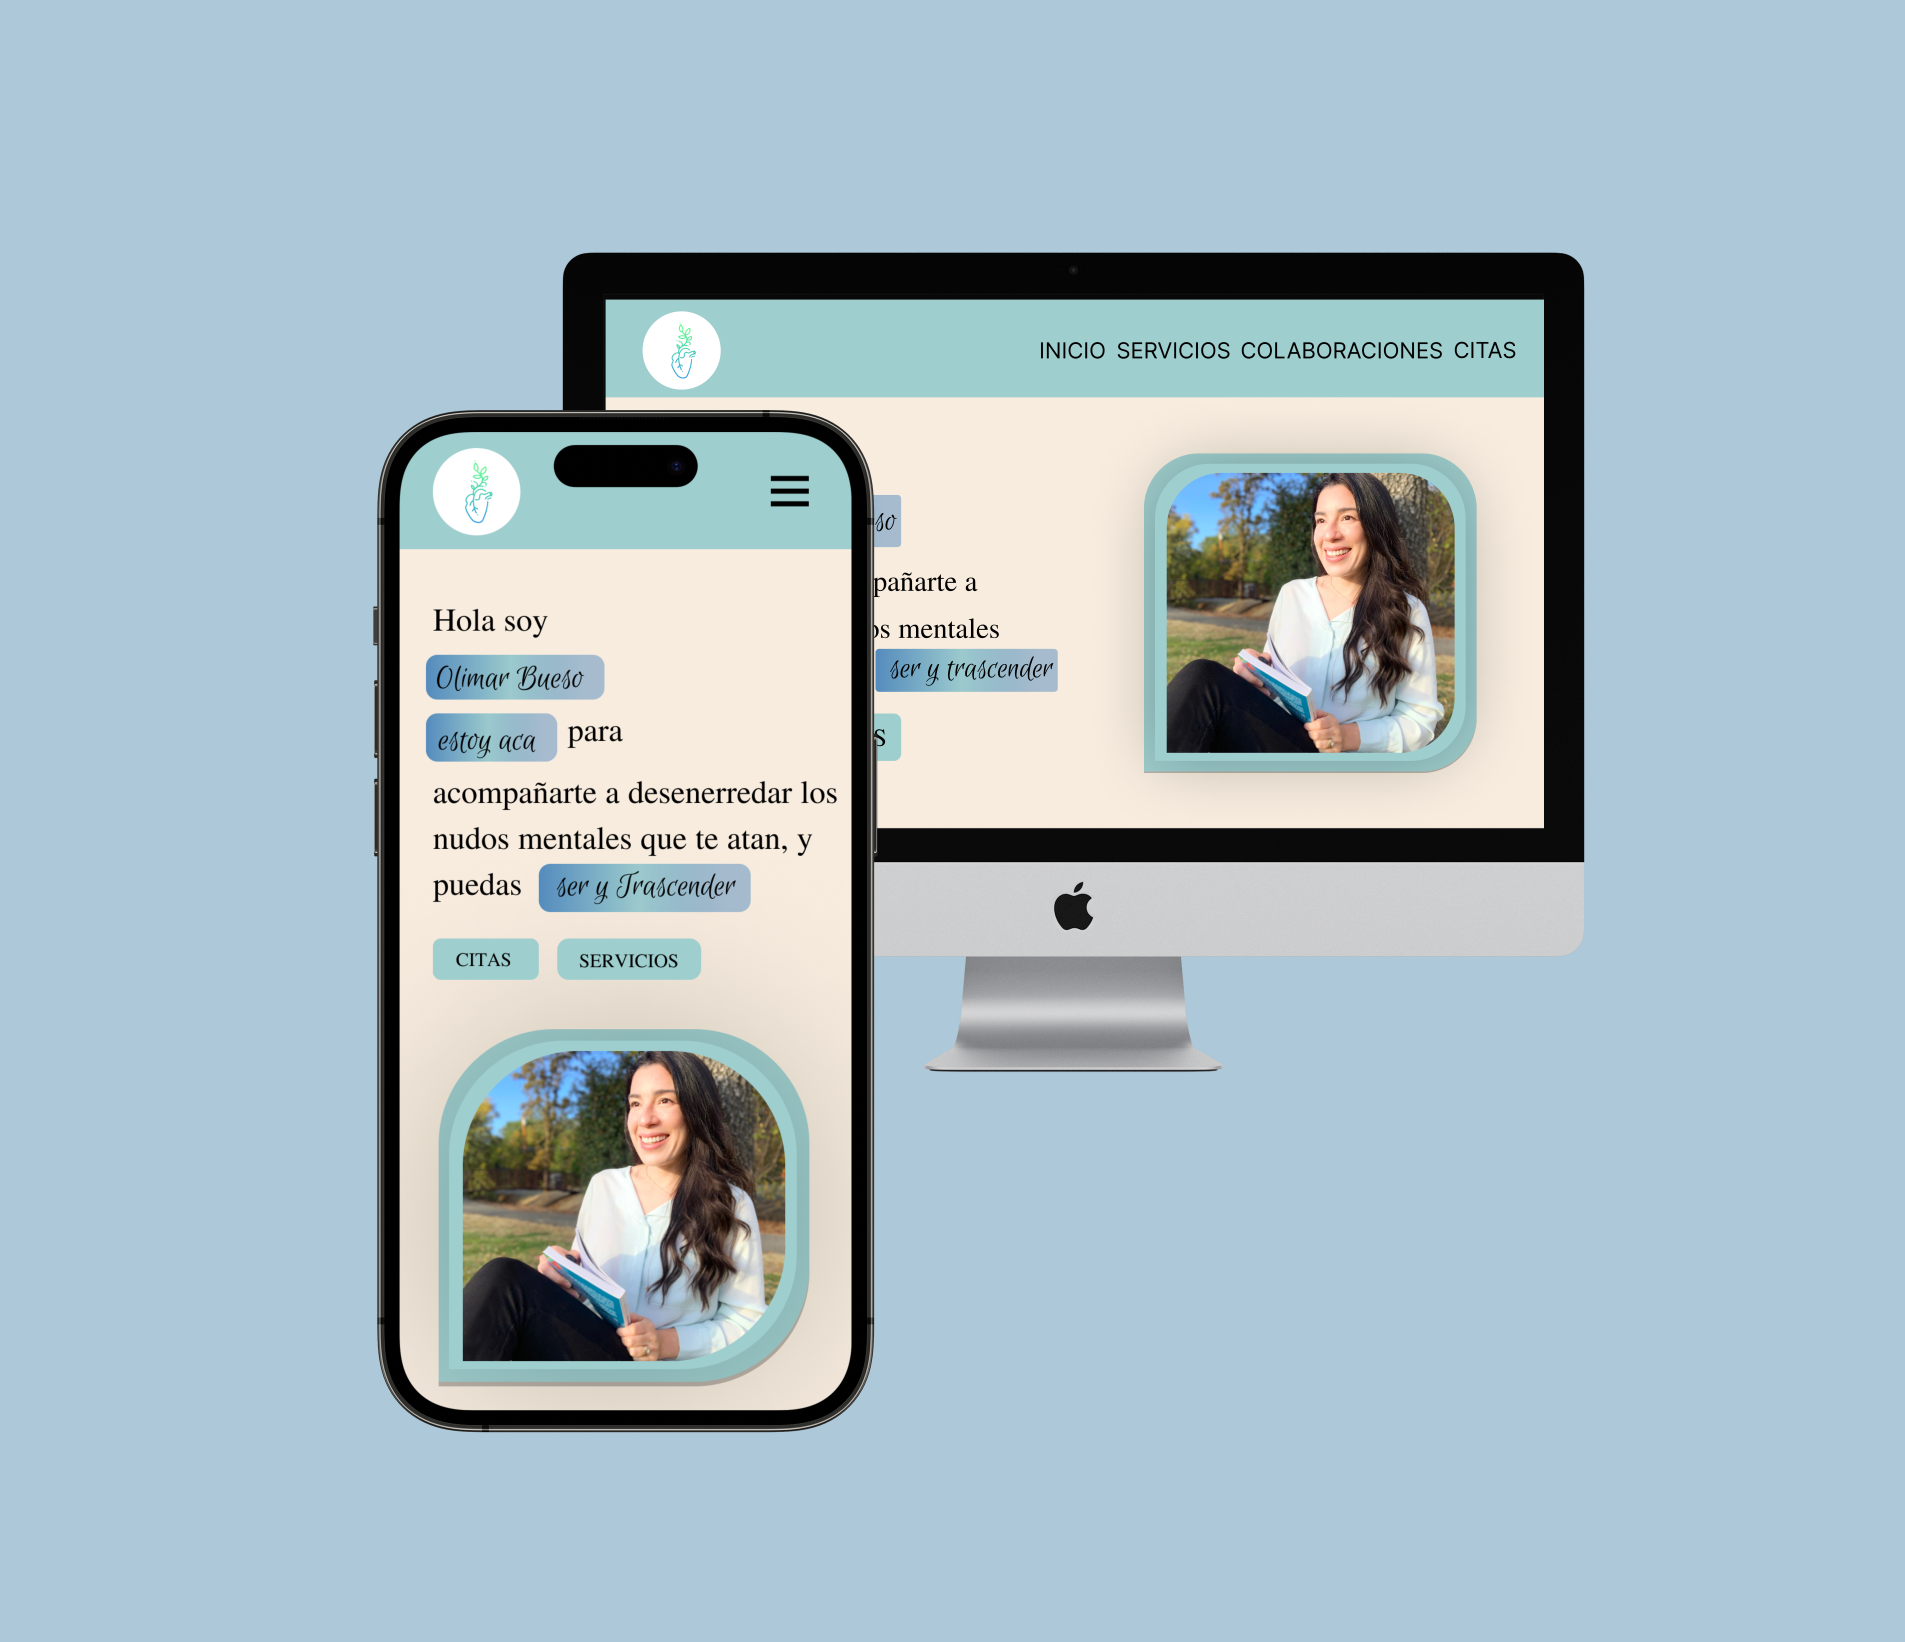 INICIO SERVICIOS COLABORACIONES CITAS
Hola soy
Olimar Bueso
estoy aca para
acompañarte a desenerredar los
nudos mentales que te atan, y
puedas ser y Trascender
CITAS SERVICIOS
so
pañarte a
os mentales
ser y trascender
S